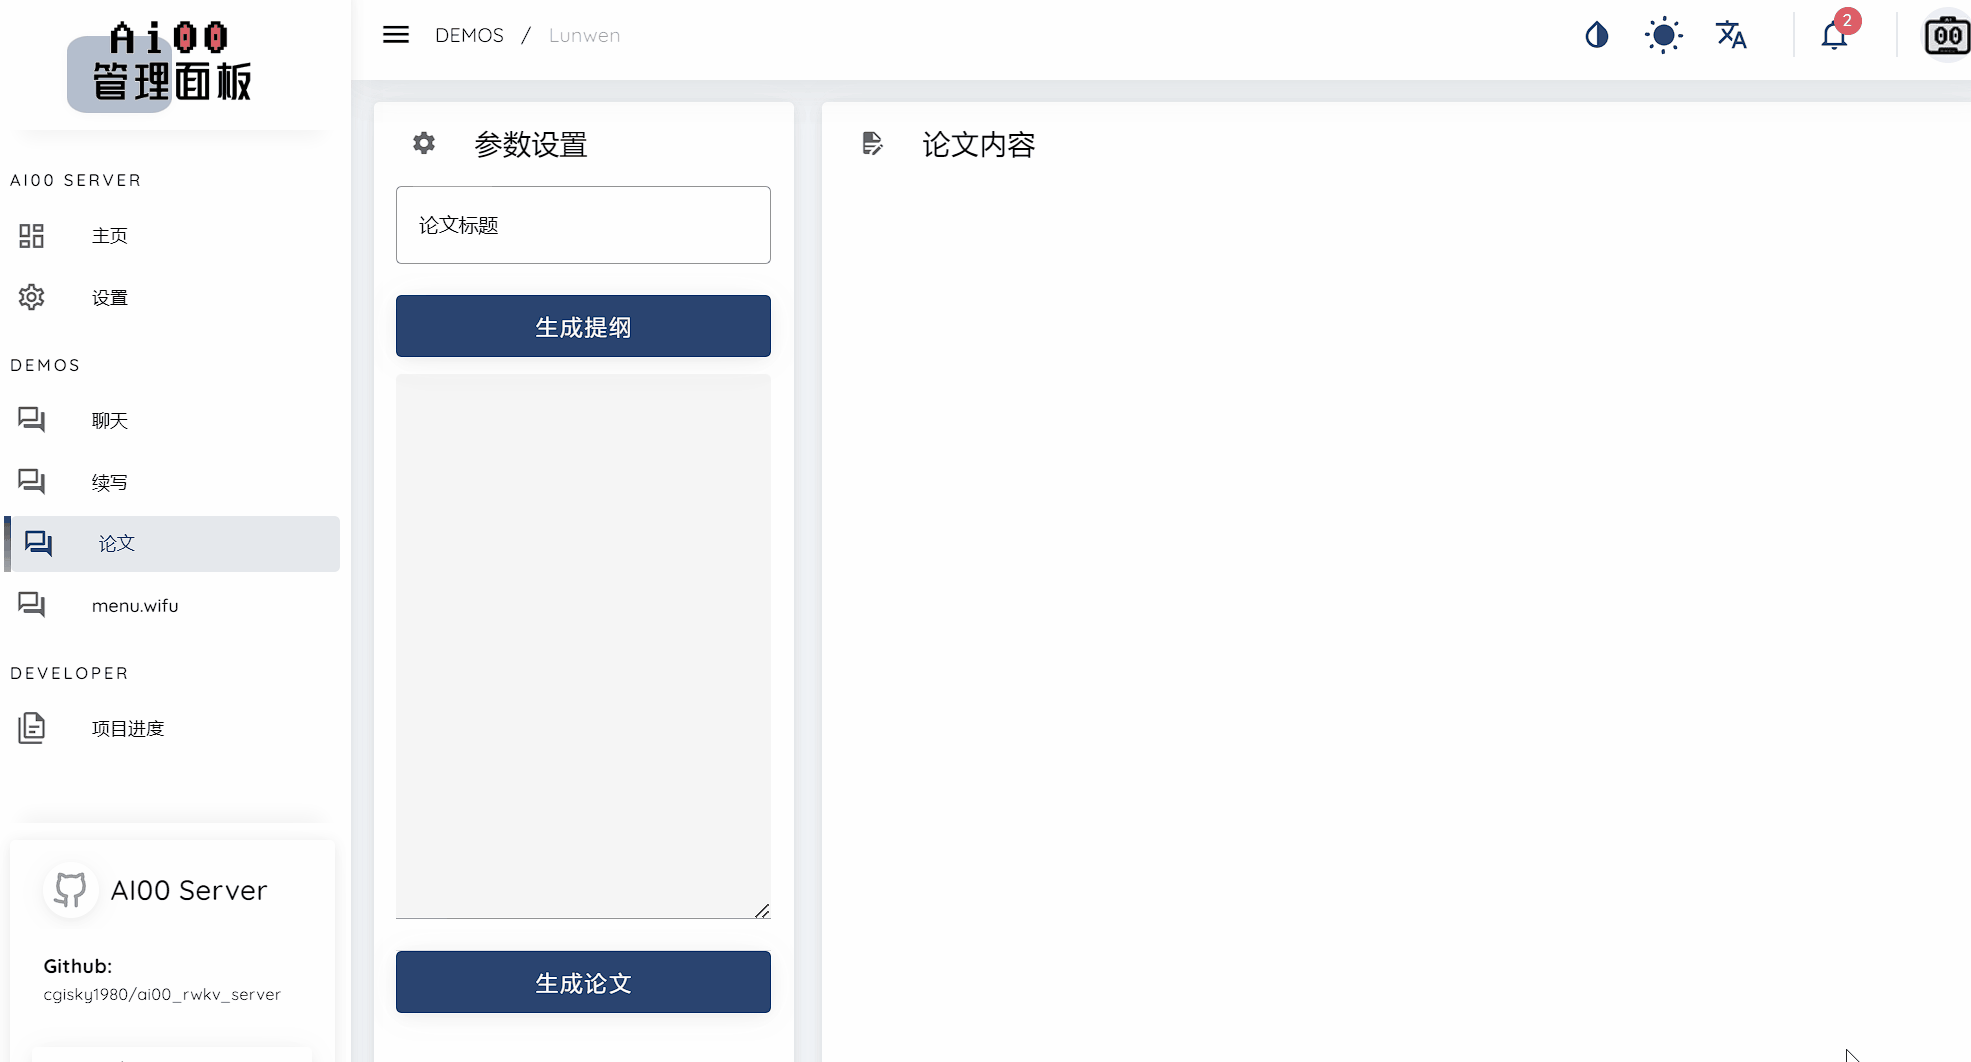 Ai00
管理面板
AI00 SERVER
主页
设置
DEMOS
聊天
续写
论文
menu.wifu
DEVELOPER
项目进度
AI00 Server
Github:
cgisky1980/ai00_rwkv_server
DEMOS / Lunwen
2
00
参数设置
论文标题
生成提纲
生成论文
论文内容